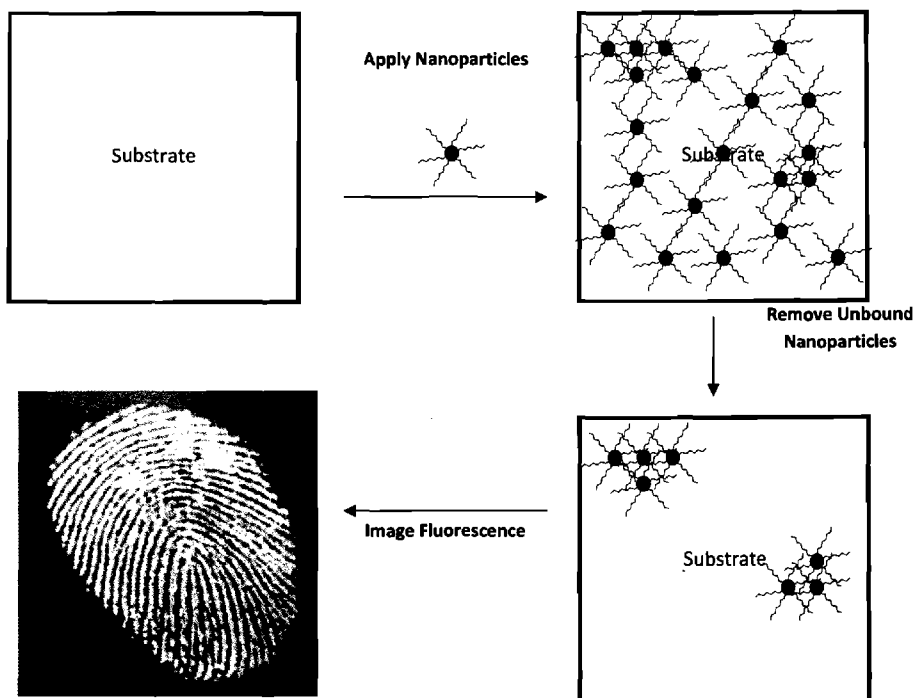 Substrate
Apply Nanoparticles
Substrate
Remove Unbound
Nanoparticles
Substrate
Image Fluorescence